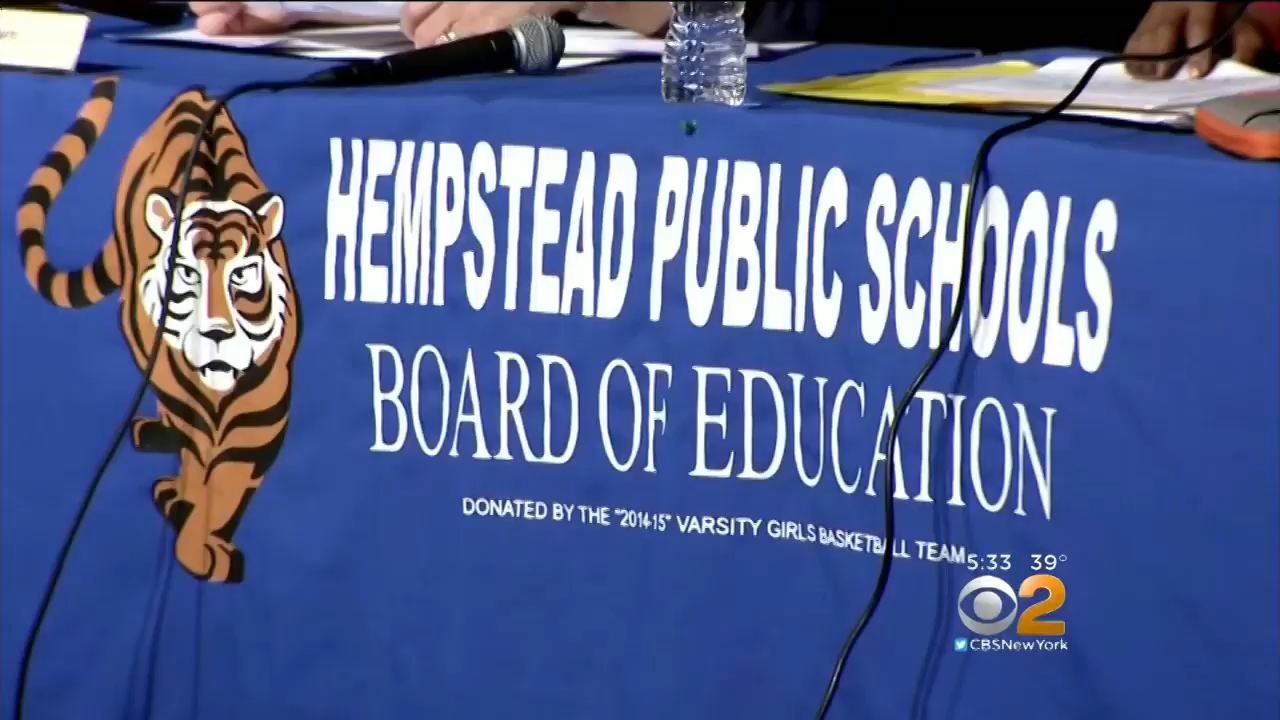 HEMPSTEAD PUBLIC SCHOOLS
BOARD OF EDUCATION
DONATED BY THE "2014-15" VARSITY GIRLS BASKETBALL TEAM
5:33 39°
2
CBSNewYork